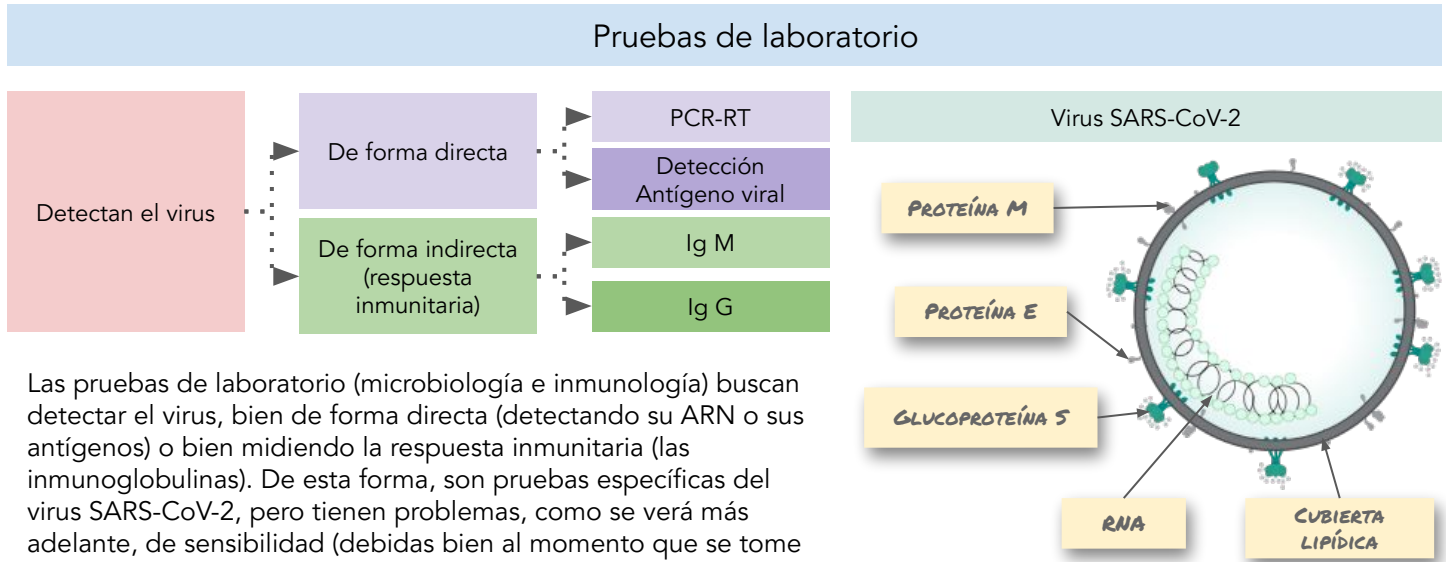 Pruebas de laboratorio
Detectan el virus
De forma directa
PCR-RT
Detección
Antígeno viral
De forma indirecta
(respuesta
inmunitaria)
Ig M
Ig G
Las pruebas de laboratorio (microbiología e inmunología) buscan
detectar el virus, bien de forma directa (detectando su ARN o sus
antígenos) o bien midiendo la respuesta inmunitaria (las
inmunoglobulinas). De esta forma, son pruebas específicas del
virus SARS-CoV-2, pero tienen problemas, como se verá más
adelante, de sensibilidad (debidas bien al momento que se tome
Virus SARS-CoV-2
PROTEÍNA M
PROTEÍNA E
GLUCOPROTEÍNA S
RNA
CUBIERTA
LIPÍDICA